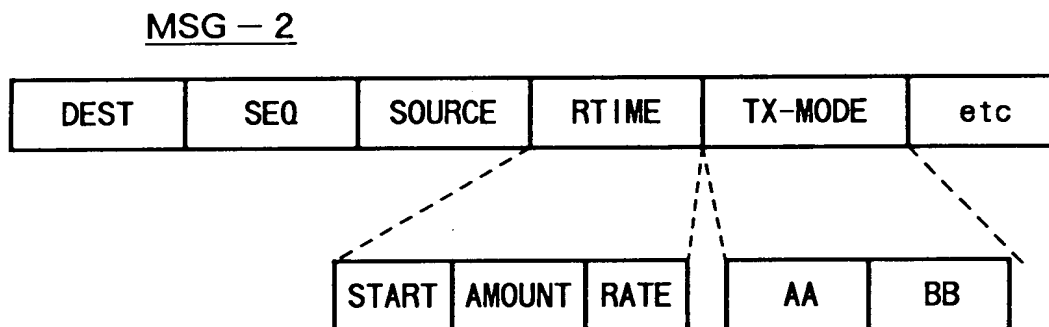 MSG – 2
DEST SEQ SOURCE RTIME TX-MODE etc
START AMOUNT RATE AA BB